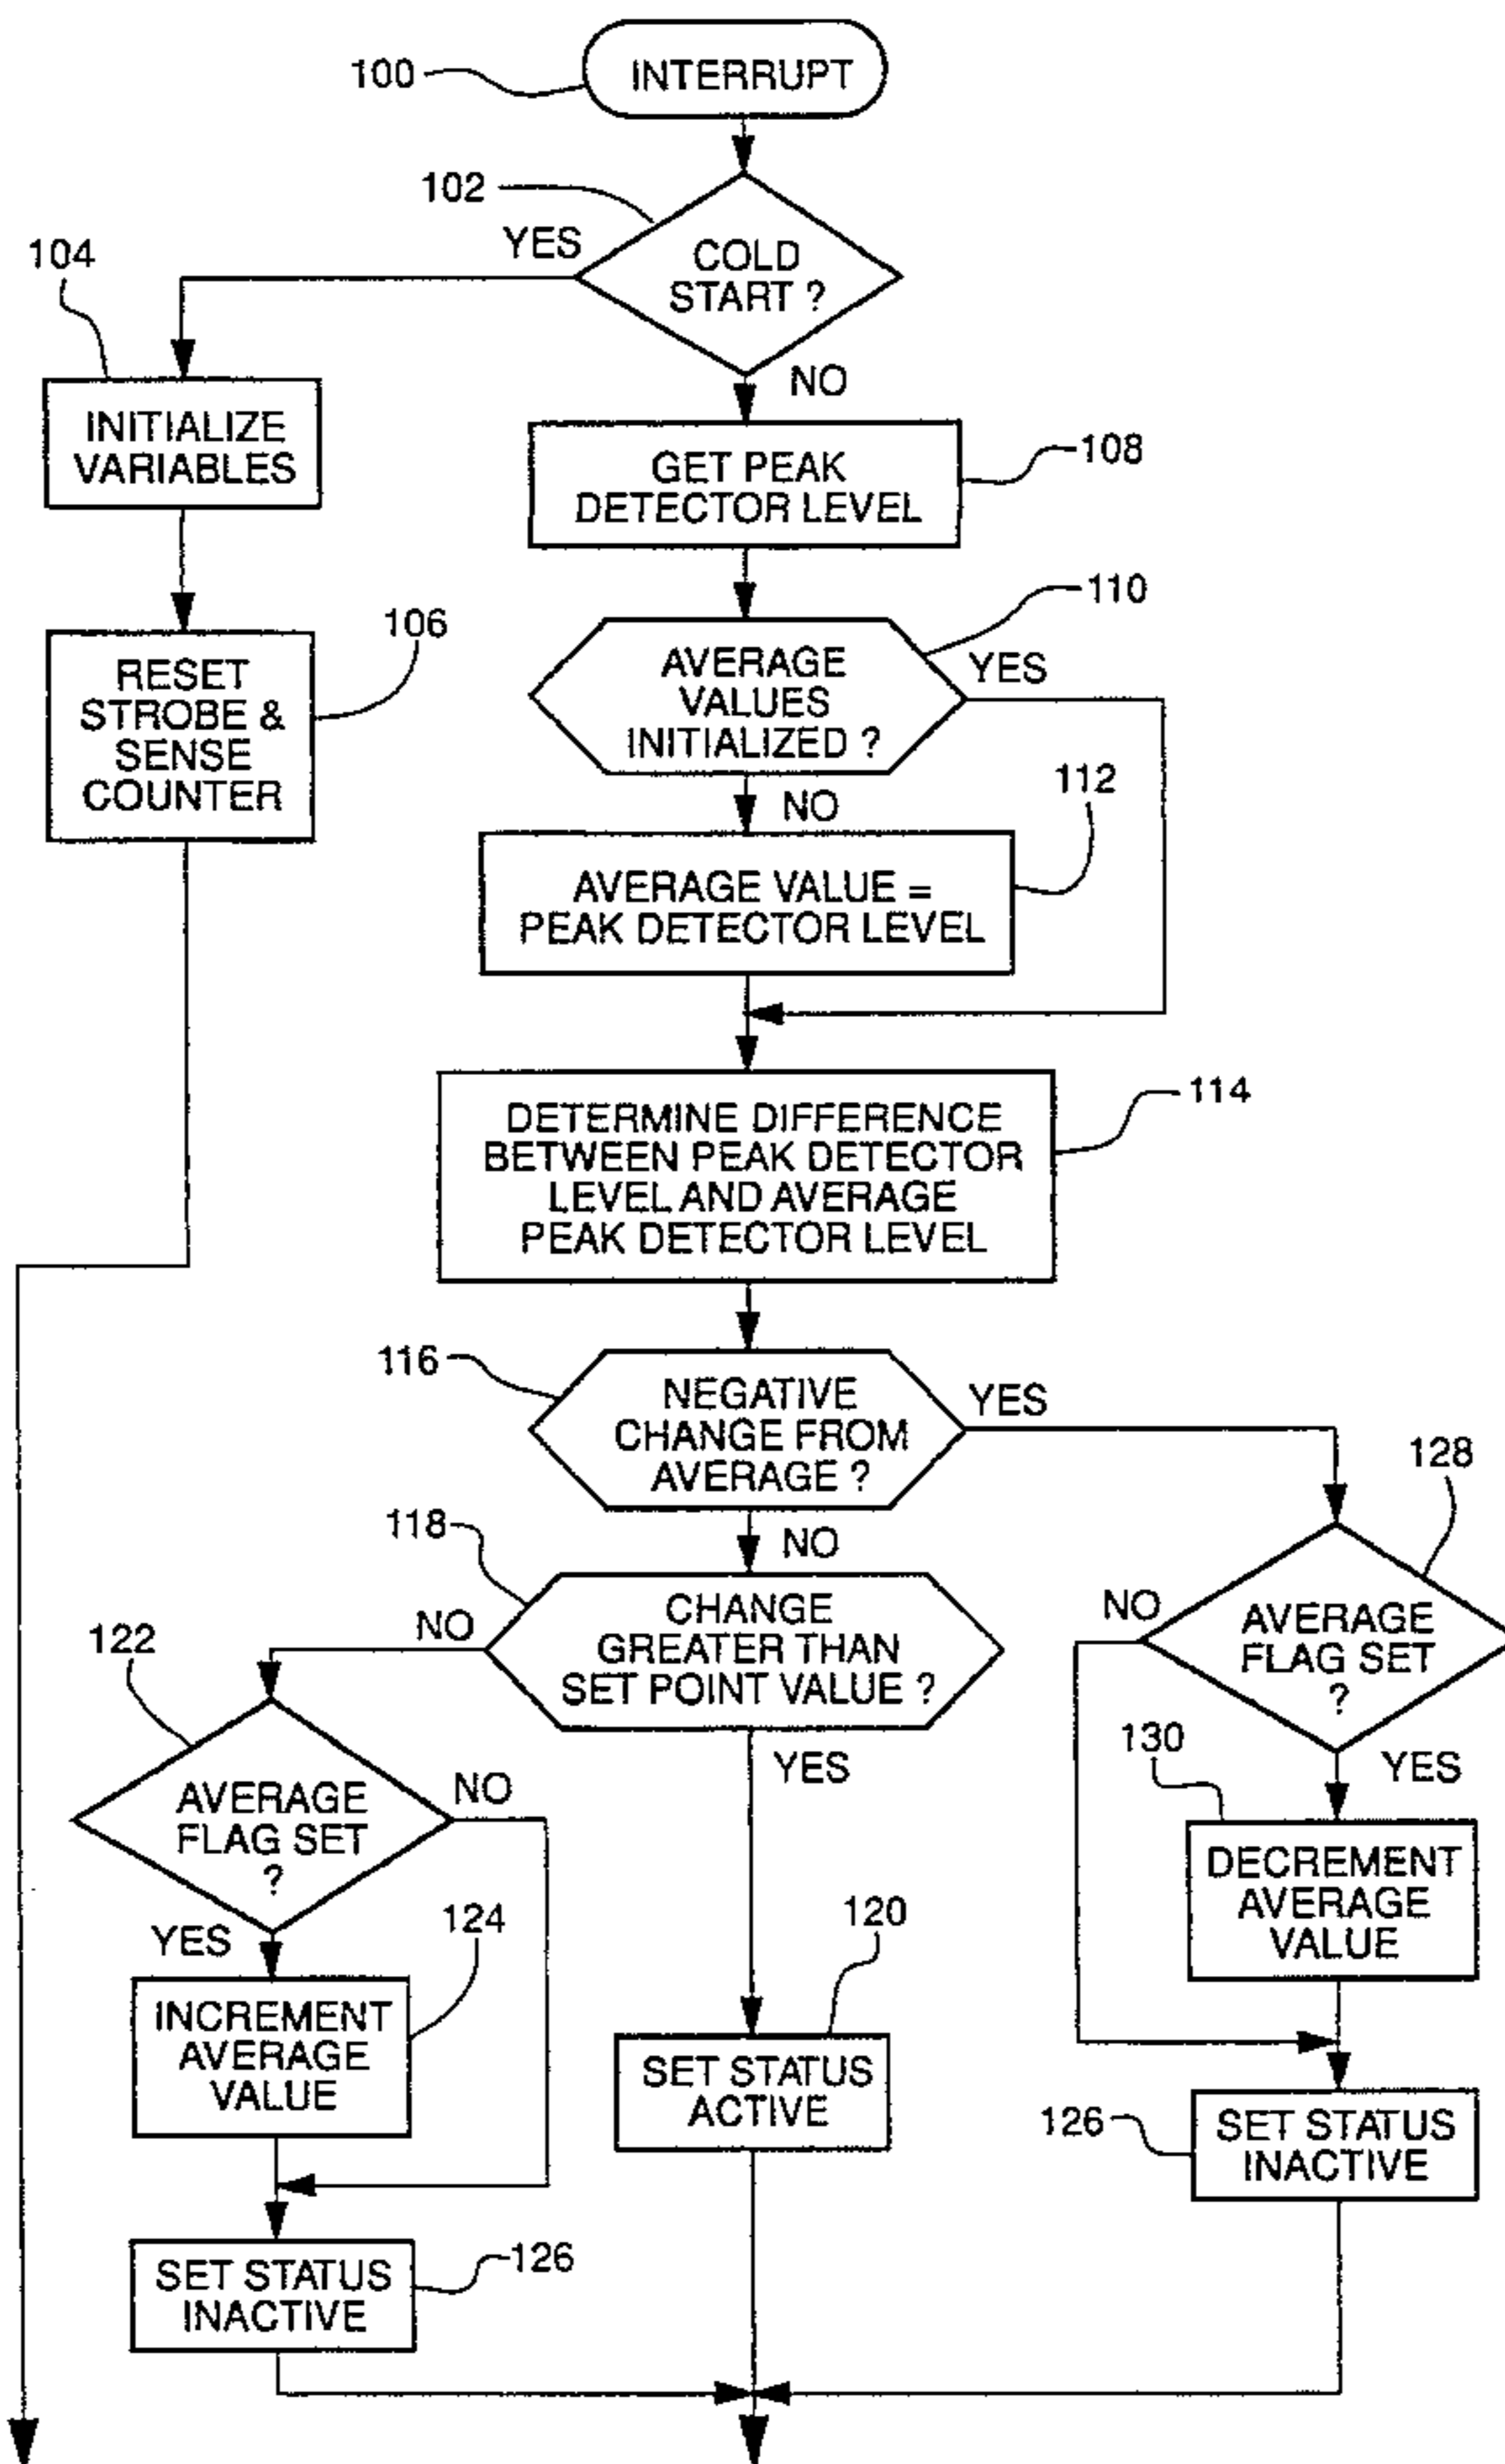 100
INTERRUPT
102
YES
COLD
START ?
NO
104
INITIALIZE
VARIABLES
106
RESET
STROBE &
SENSE
COUNTER
GET PEAK
DETECTOR LEVEL
108
110
AVERAGE
VALUES
INITIALIZED ?
YES
NO
112
AVERAGE VALUE =
PEAK DETECTOR LEVEL
114
DETERMINE DIFFERENCE
BETWEEN PEAK DETECTOR
LEVEL AND AVERAGE
PEAK DETECTOR LEVEL
116
NEGATIVE
CHANGE FROM
AVERAGE ?
YES
NO
118
CHANGE
GREATER THAN
SET POINT VALUE ?
NO
YES
122
AVERAGE
FLAG SET
?
NO
YES
124
INCREMENT
AVERAGE
VALUE
SET STATUS
INACTIVE
126
120
SET STATUS
ACTIVE
128
AVERAGE
FLAG SET
?
NO
YES
130
DECREMENT
AVERAGE
VALUE
126
SET STATUS
INACTIVE